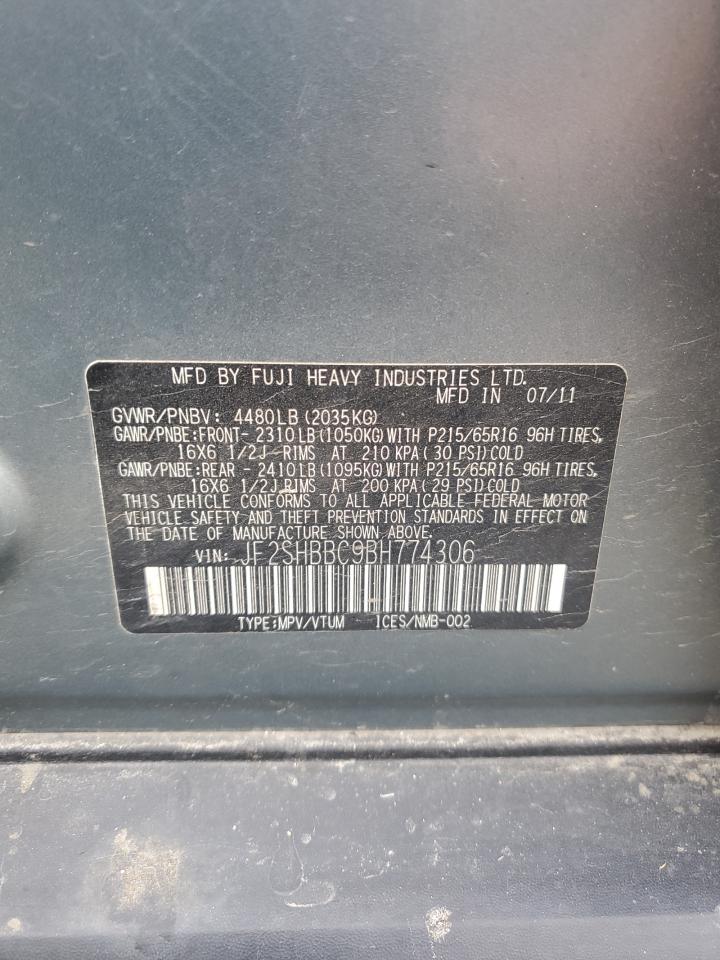 MFD BY FUJI HEAVY INDUSTRIES LTD.
MFD IN 07/11
GVWR/PNBV: 4480LB(2035KG)
GAWR/PNBE:FRONT- 2310LB(1050KG)WITH P215/65R16 96H TIRES,
16X6 1/2J RIMS AT 210 KPA( 30 PSI)COLD
GAWR/PNBE:REAR - 2410LB(1095KG)WITH P215/65R16 96H TIRES,
16X6 1/2J RIMS AT 200 KPA( 29 PSI)COLD
THIS VEHICLE CONFORMS TO ALL APPLICABLE FEDERAL MOTOR
VEHICLE SAFETY AND THEFT PREVENTION STANDARDS IN EFFECT ON
THE DATE OF MANUFACTURE SHOWN ABOVE.
VIN: JF2SHBBC9BH774306
TYPE:MPV/VTUM ICES/NMB-002